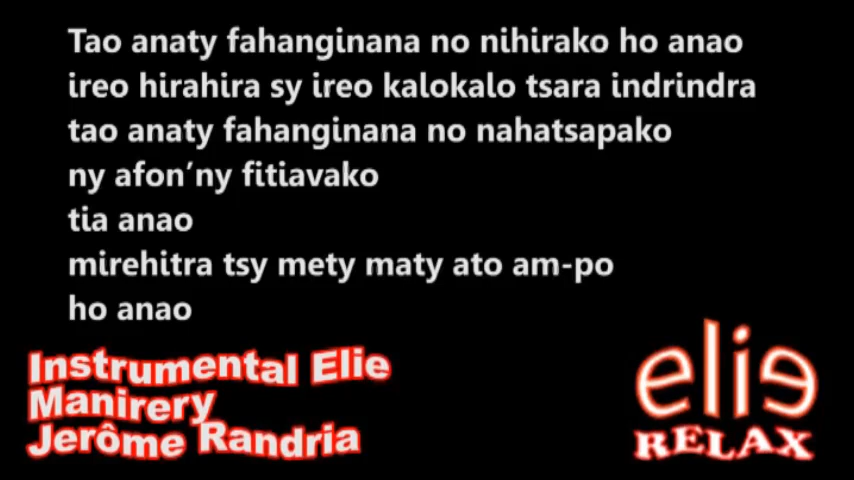 Tao anaty fahanginana no nihirako ho anao
ireo hirahira sy ireo kalokalo tsara indrindra
tao anaty fahanginana no nahatsapako
ny afon’ny fitiavako
tia anao
mirehitra tsy mety maty ato am-po
ho anao
Instrumental Elie
Manirery
Jerôme Randria
elie
RELAX